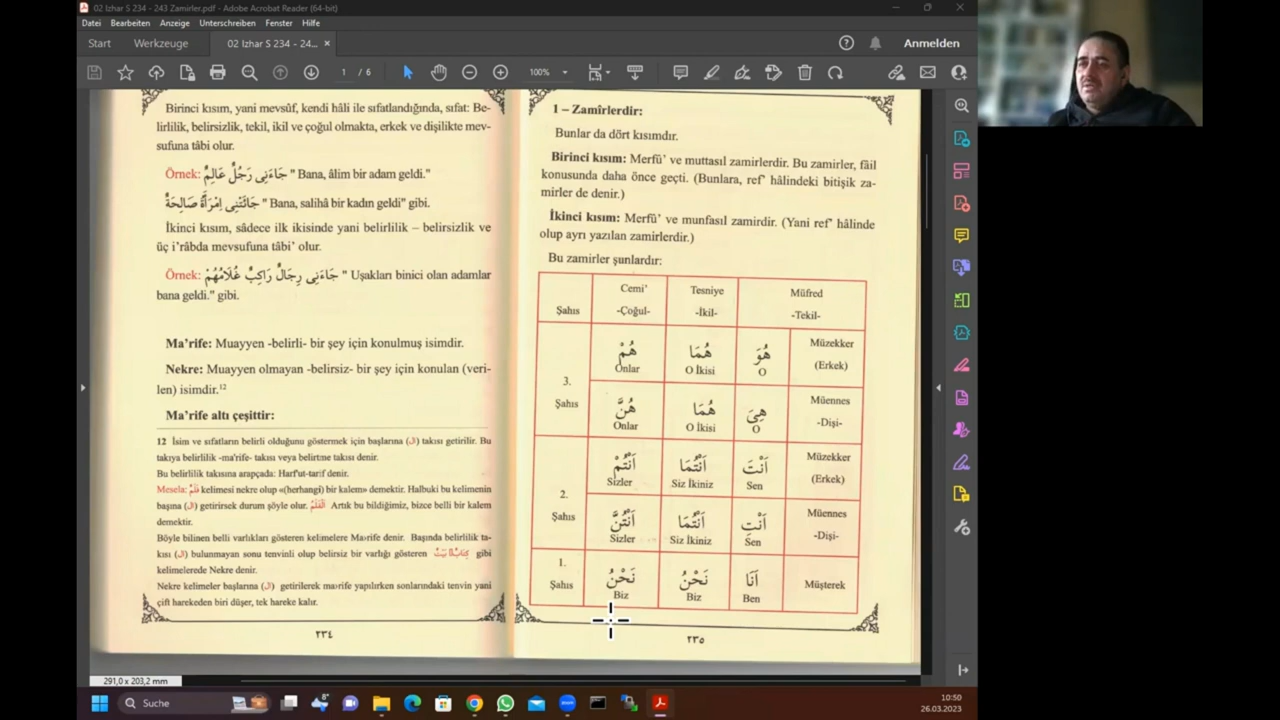 02 Izhar S 234 - 243 Zamirler.pdf - Adobe Acrobat Reader (64-bit)
Datei Bearbeiten Anzeige Unterschreiben Fenster Hilfe
Start Werkzeuge 02 Izhar S 234 - 24... × Anmelden
1 / 6 100%
Birinci kısım, yani mevsûf, kendi hâli ile sıfatlandığında, sıfat: Be-
lirlilik, belirsizlik, tekil, ikil ve çoğul olmakta, erkek ve dişilikte mev-
sufuna tâbi olur.
Örnek: جَاءَنِى رَجُلٌ عَالِمٌ " Bana, âlim bir adam geldi."
جَائَتْنِى اِمْرَأَةٌ صَالِحَةٌ " Bana, salihâ bir kadın geldi" gibi.
İkinci kısım, sâdece ilk ikisinde yani belirlilik – belirsizlik ve
üç i'râbda mevsufuna tâbi' olur.
Örnek: جَاءَنِى رِجَالٌ رَاكِبٌ غُلَامُهُمْ " Uşakları binici olan adamlar
bana geldi." gibi.
Ma'rife: Muayyen -belirli- bir şey için konulmuş isimdir.
Nekre: Muayyen olmayan -belirsiz- bir şey için konulan (veri-
len) isimdir.12
Ma'rife altı çeşittir:
12 İsim ve sıfatların belirli olduğunu göstermek için başlarına (ال) takısı getirilir. Bu
takıya belirlilik -ma'rife- takısı veya belirtme takısı denir.
Bu belirlilik takısına arapçada: Harf'ut-tarif denir.
Mesela: قَلَمٌ kelimesi nekre olup «(herhangi bir kalem» demektir. Halbuki bu kelimenin
başına (ال) getirirsek durum şöyle olur. اَلْقَلَمُ Artık bu bildiğimiz, bizce belli bir kalem
demektir.
Böyle bilinen belli varlıkları gösteren kelimelere Marife denir. Başında belirlilik ta-
kısı (ال) bulunmayan sonu tenvinli olup belirsiz bir varlığı gösteren gibi
kelimelerede Nekre denir.
Nekre kelimeler başlarına (ال) getirilerek marife yapılırken sonlarındaki tenvin yani
çift harekeden biri düşer, tek hareke kalır.
٢٣٤
1 – Zamîrlerdir:
Bunlar da dört kısımdır.
Birinci kısım: Merfû' ve muttasıl zamirlerdir. Bu zamirler, fâil
konusunda daha önce geçti. (Bunlara, ref' hâlindeki bitişik za-
mirler de denir.)
İkinci kısım: Merfû' ve munfasıl zamirdir. (Yani ref' hâlinde
olup ayrı yazılan zamirlerdir.)
Bu zamirler şunlardır:
Şahıs Cemi' -Çoğul- Tesniye -İkil- Müfred -Tekil-
3. Şahıs
هُمْ هُمَا هُوَ Müzekker
Onlar O İkisi O (Erkek)
هُنَّ هُمَا هِيَ Müennes
Onlar O İkisi O -Dişi-
2. Şahıs
اَنْتُمْ اَنْتُمَا اَنْتَ Müzekker
Sizler Siz İkiniz Sen (Erkek)
اَنْتُنَّ اَنْتُمَا اَنْتِ Müennes
Sizler Siz İkiniz Sen -Dişi-
1. Şahıs
نَحْنُ نَحْنُ اَنَا Müşterek
Biz Biz Ben
٢٣٥
291,0 x 203,2 mm
Suche 8° 10:50
26.03.2023